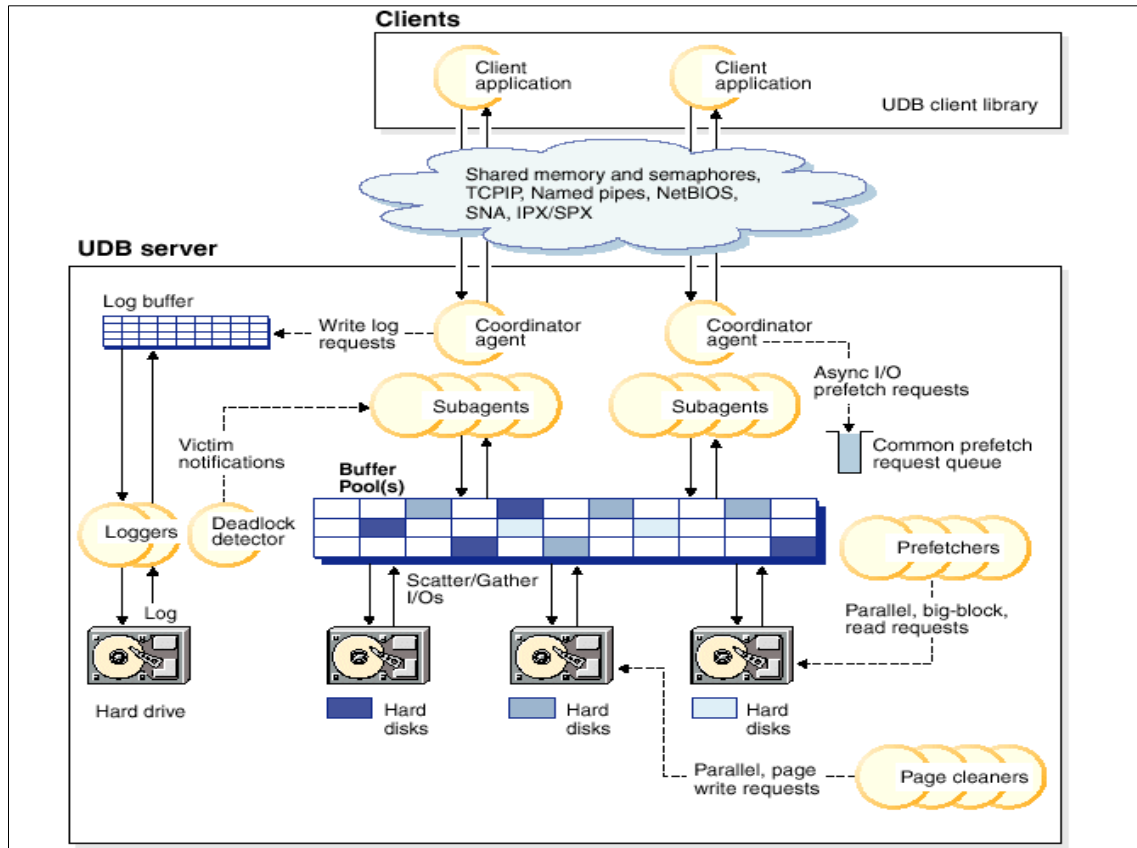 Clients
Client
application
Client
application
UDB client library
Shared memory and semaphores,
TCPIP, Named pipes, NetBIOS,
SNA, IPX/SPX
UDB server
Log buffer
Write log
requests
Coordinator
agent
Coordinator
agent
Async I/O
prefetch requests
Subagents
Subagents
Common prefetch
request queue
Victim
notifications
Buffer
Pool(s)
Loggers
Deadlock
detector
Prefetchers
Scatter/Gather
I/Os
Log
Parallel, big-block,
read requests
Hard drive
Hard
disks
Hard
disks
Hard
disks
Parallel, page
write requests
Page cleaners